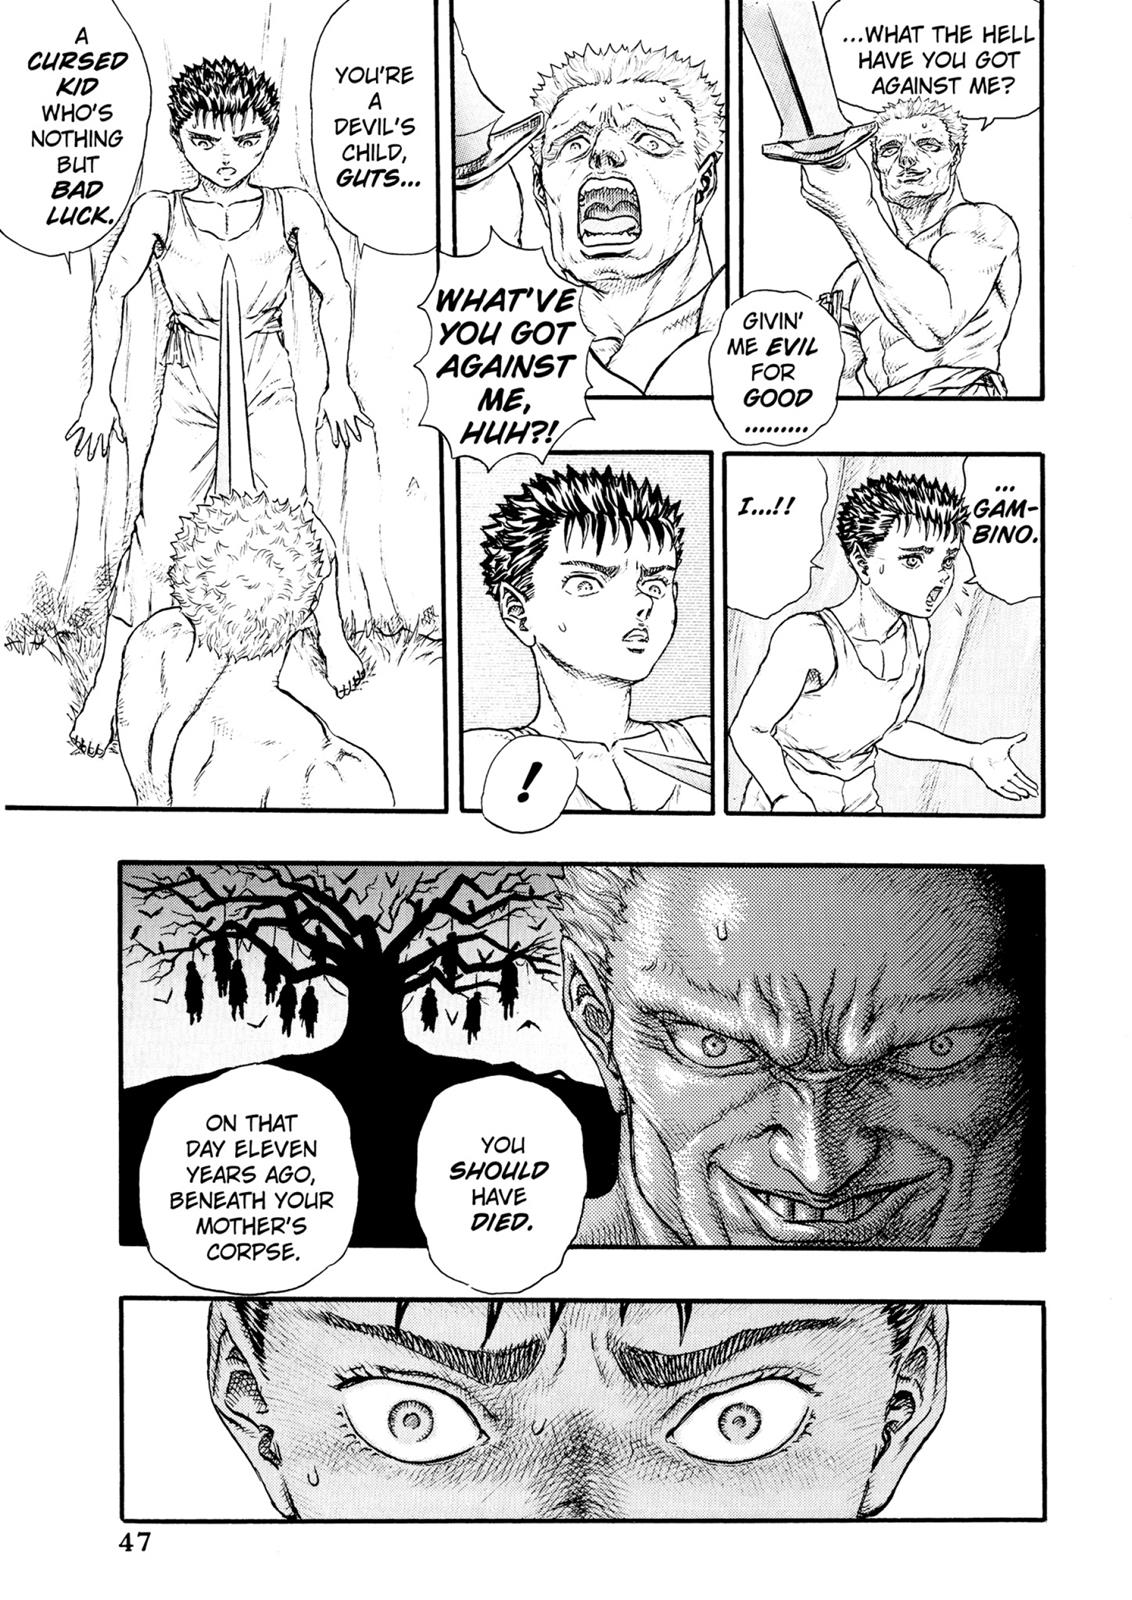 ...WHAT THE HELL
HAVE YOU GOT
AGAINST ME?
GIVIN'
ME EVIL
FOR
GOOD
.........
WHAT'VE
YOU GOT
AGAINST
ME,
HUH?!
YOU'RE
A
DEVIL'S
CHILD,
GUTS...
A
CURSED
KID
WHO'S
NOTHING
BUT
BAD
LUCK.
...
GAM-
BINO.
I...!!
!
YOU
SHOULD
HAVE
DIED.
ON THAT
DAY ELEVEN
YEARS AGO,
BENEATH YOUR
MOTHER'S
CORPSE.
47